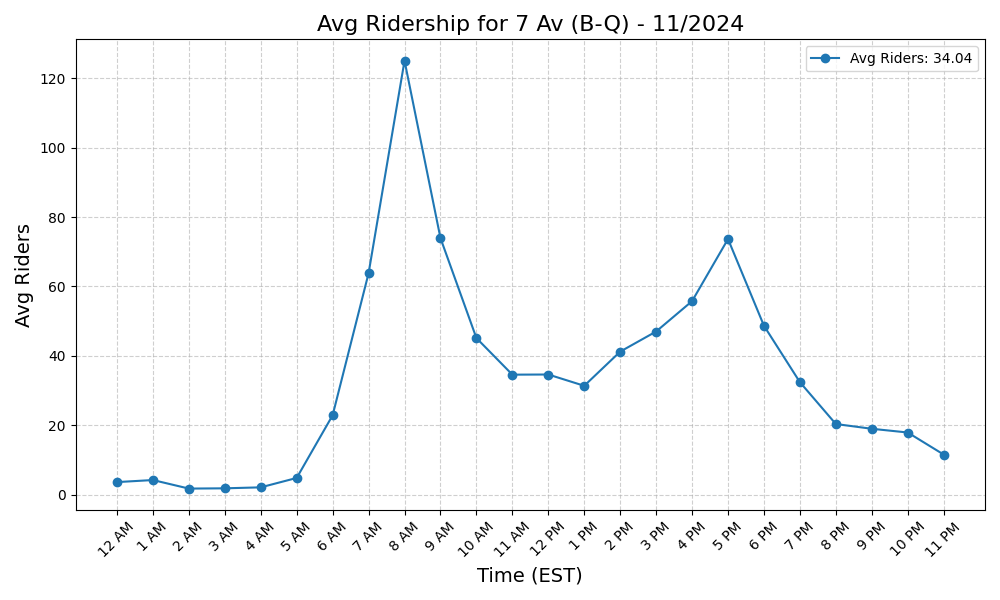 Avg Ridership for 7 Av (B-Q) - 11/2024
Avg Riders: 34.04
Avg Riders
120
100
80
60
40
20
0
12 AM
1 AM
2 AM
3 AM
4 AM
5 AM
6 AM
7 AM
8 AM
9 AM
10 AM
11 AM
12 PM
1 PM
2 PM
3 PM
4 PM
5 PM
6 PM
7 PM
8 PM
9 PM
10 PM
11 PM
Time (EST)